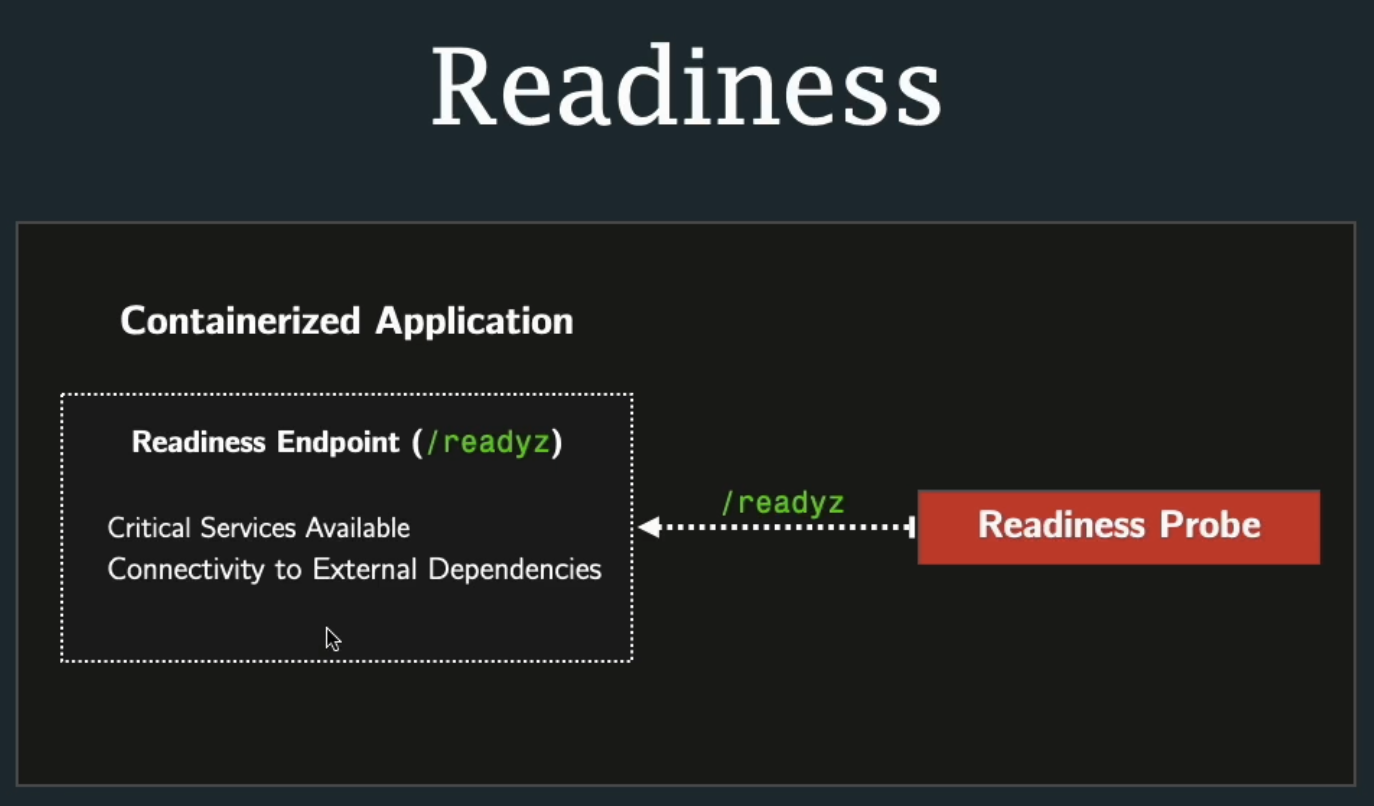 Readiness
Containerized Application
Readiness Endpoint (/readyz)
Critical Services Available
Connectivity to External Dependencies
/readyz
Readiness Probe